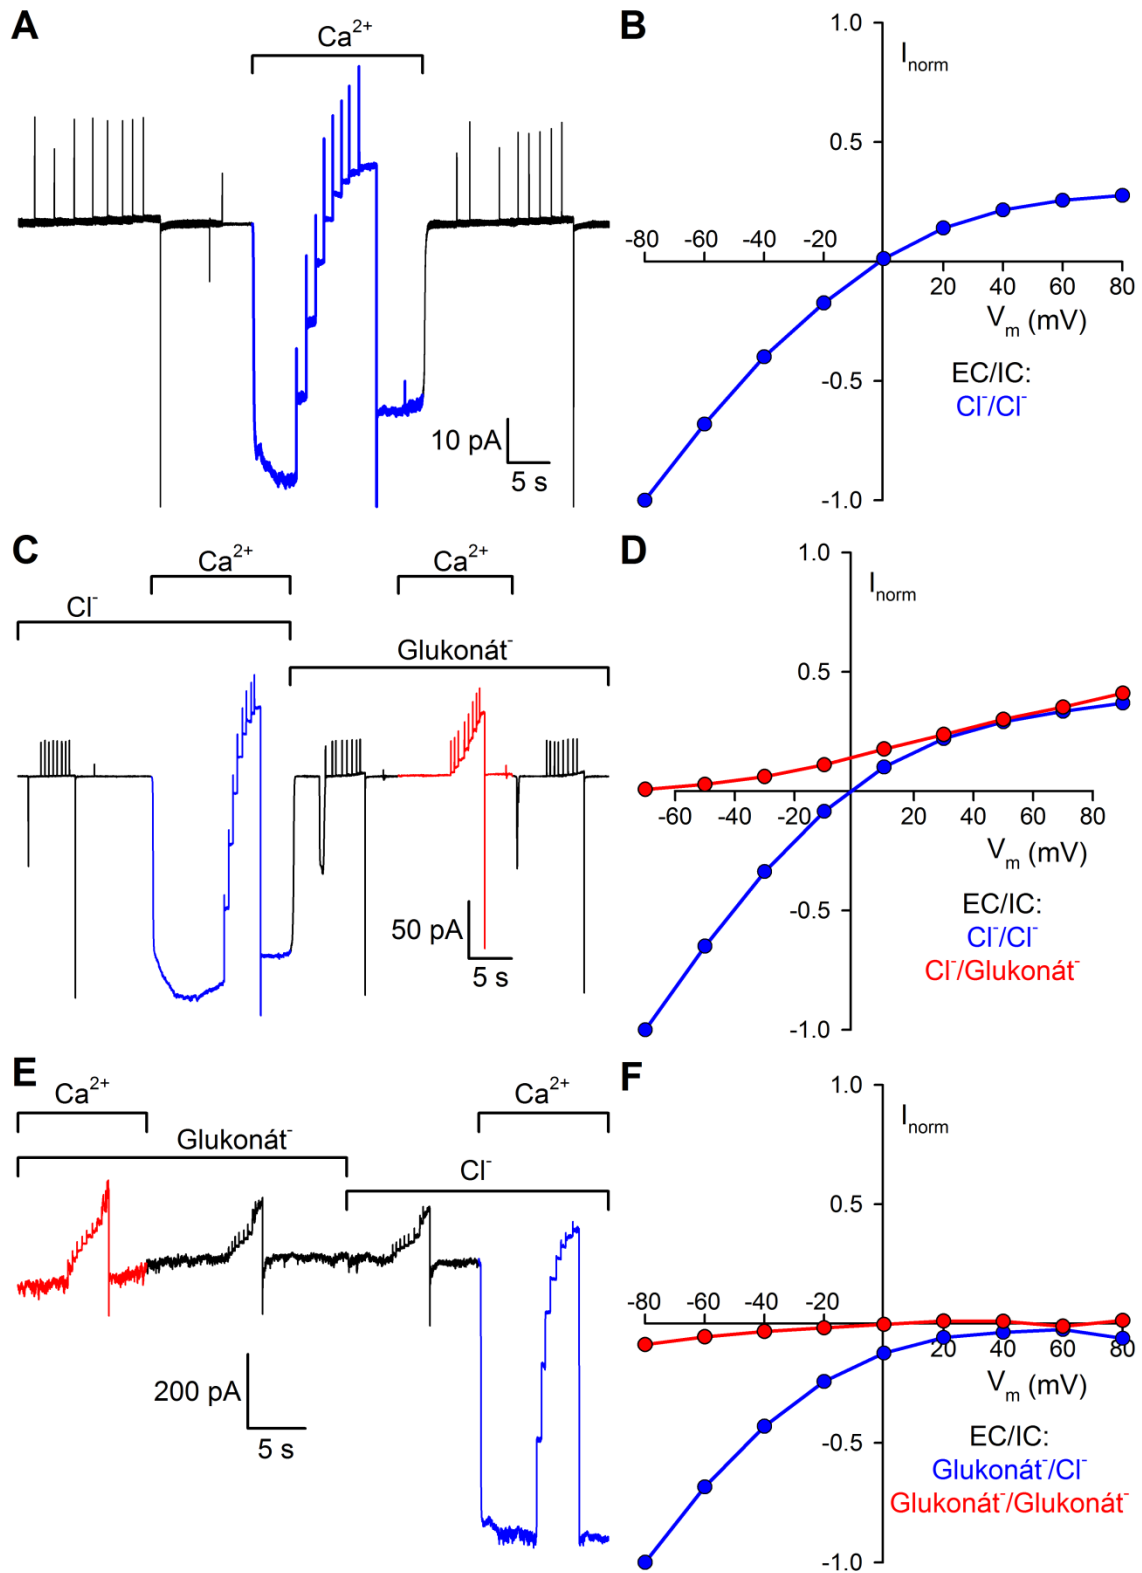 A
Ca²⁺
10 pA
5 s
B
1.0
Iₙₒᵣₘ
0.5
-80 -60 -40 -20
20 40 60 80
Vₘ (mV)
-0.5
-1.0
EC/IC:
Cl⁻/Cl⁻
C
Ca²⁺ Ca²⁺
Cl⁻
Glukonát⁻
50 pA
5 s
D
1.0
Iₙₒᵣₘ
0.5
-60 -40 -20 20 40 60 80
Vₘ (mV)
-0.5
-1.0
EC/IC:
Cl⁻/Cl⁻
Cl⁻/Glukonát⁻
E
Ca²⁺ Ca²⁺
Glukonát⁻
Cl⁻
200 pA
5 s
F
1.0
Iₙₒᵣₘ
0.5
-80 -60 -40 -20
20 40 60 80
Vₘ (mV)
-0.5
-1.0
EC/IC:
Glukonát⁻/Cl⁻
Glukonát⁻/Glukonát⁻